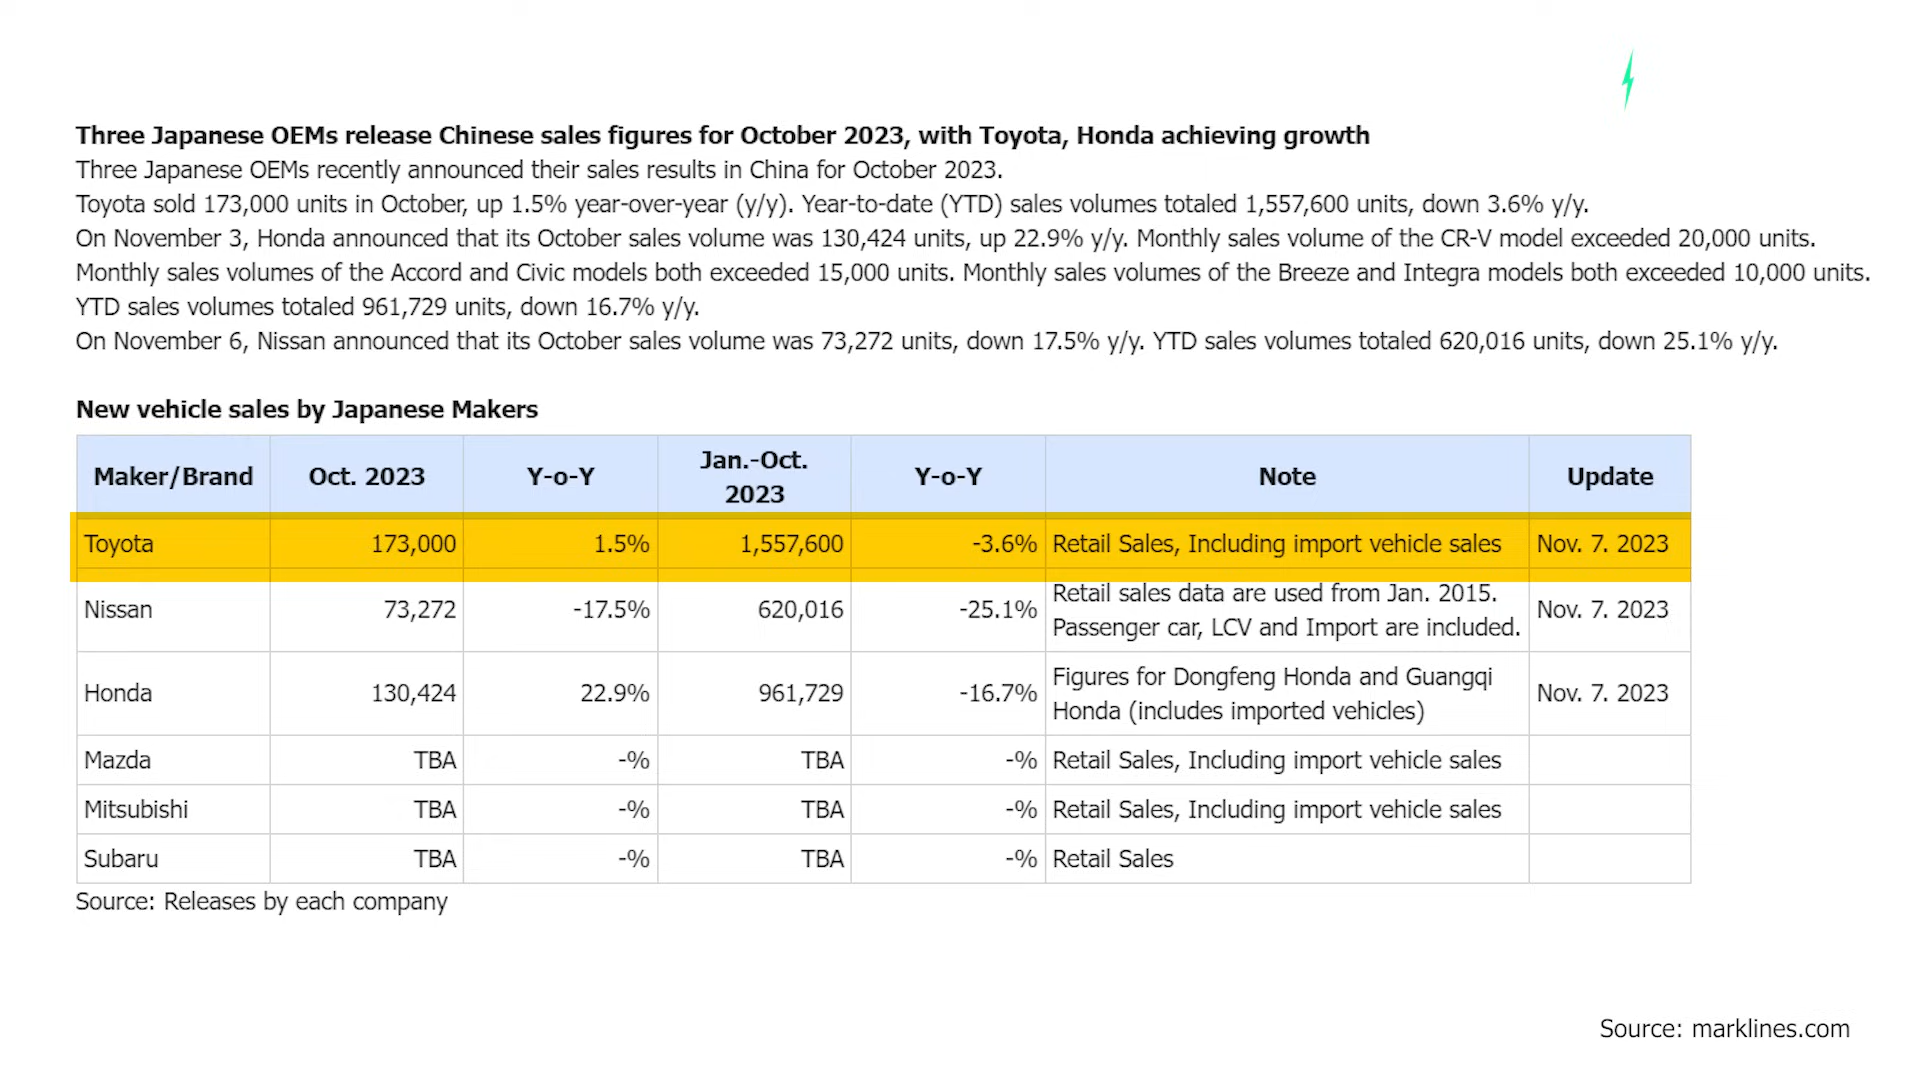 Three Japanese OEMs release Chinese sales figures for October 2023, with Toyota, Honda achieving growth
Three Japanese OEMs recently announced their sales results in China for October 2023.
Toyota sold 173,000 units in October, up 1.5% year-over-year (y/y). Year-to-date (YTD) sales volumes totaled 1,557,600 units, down 3.6% y/y.
On November 3, Honda announced that its October sales volume was 130,424 units, up 22.9% y/y. Monthly sales volume of the CR-V model exceeded 20,000 units.
Monthly sales volumes of the Accord and Civic models both exceeded 15,000 units. Monthly sales volumes of the Breeze and Integra models both exceeded 10,000 units.
YTD sales volumes totaled 961,729 units, down 16.7% y/y.
On November 6, Nissan announced that its October sales volume was 73,272 units, down 17.5% y/y. YTD sales volumes totaled 620,016 units, down 25.1% y/y.
New vehicle sales by Japanese Makers
Maker/Brand Oct. 2023 Y-o-Y Jan.-Oct. 2023 Y-o-Y Note Update
Toyota 173,000 1.5% 1,557,600 -3.6% Retail Sales, Including import vehicle sales Nov. 7. 2023
Nissan 73,272 -17.5% 620,016 -25.1% Retail sales data are used from Jan. 2015. Passenger car, LCV and Import are included. Nov. 7. 2023
Honda 130,424 22.9% 961,729 -16.7% Figures for Dongfeng Honda and Guangqi Honda (includes imported vehicles) Nov. 7. 2023
Mazda TBA -% TBA -% Retail Sales, Including import vehicle sales
Mitsubishi TBA -% TBA -% Retail Sales, Including import vehicle sales
Subaru TBA -% TBA -% Retail Sales
Source: Releases by each company
Source: marklines.com